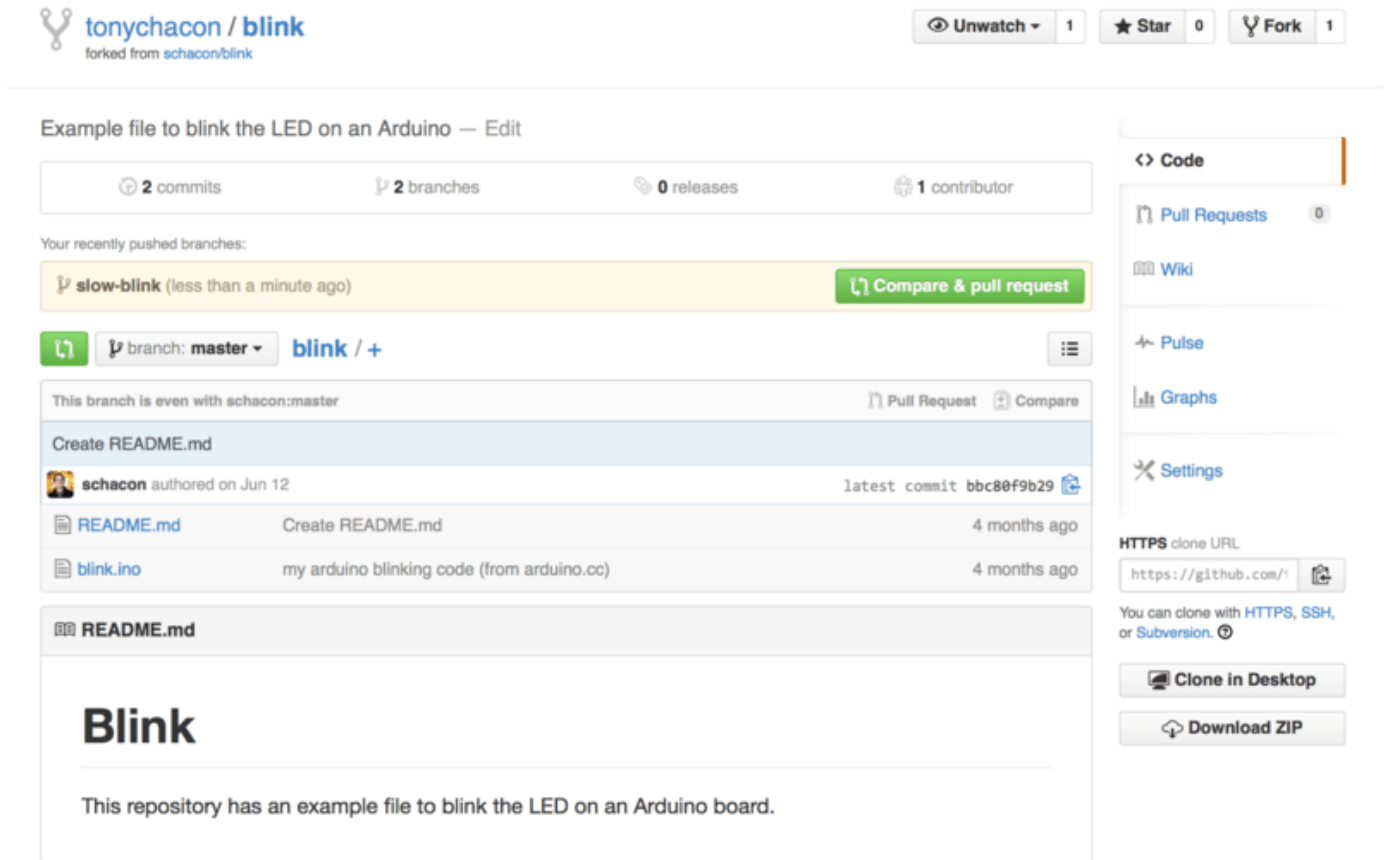 tonychacon / blink
forked from schacon/blink
Unwatch 1 Star 0 Fork 1
Example file to blink the LED on an Arduino — Edit
2 commits 2 branches 0 releases 1 contributor
Your recently pushed branches:
slow-blink (less than a minute ago) Compare & pull request
branch: master blink / +
This branch is even with schacon:master Pull Request Compare
Create README.md
schacon authored on Jun 12 latest commit bbc80f9b29
README.md Create README.md 4 months ago
blink.ino my arduino blinking code (from arduino.cc) 4 months ago
README.md
Blink
This repository has an example file to blink the LED on an Arduino board.
Code
Pull Requests 0
Wiki
Pulse
Graphs
Settings
HTTPS clone URL
https://github.com/
You can clone with HTTPS, SSH,
or Subversion.
Clone in Desktop
Download ZIP